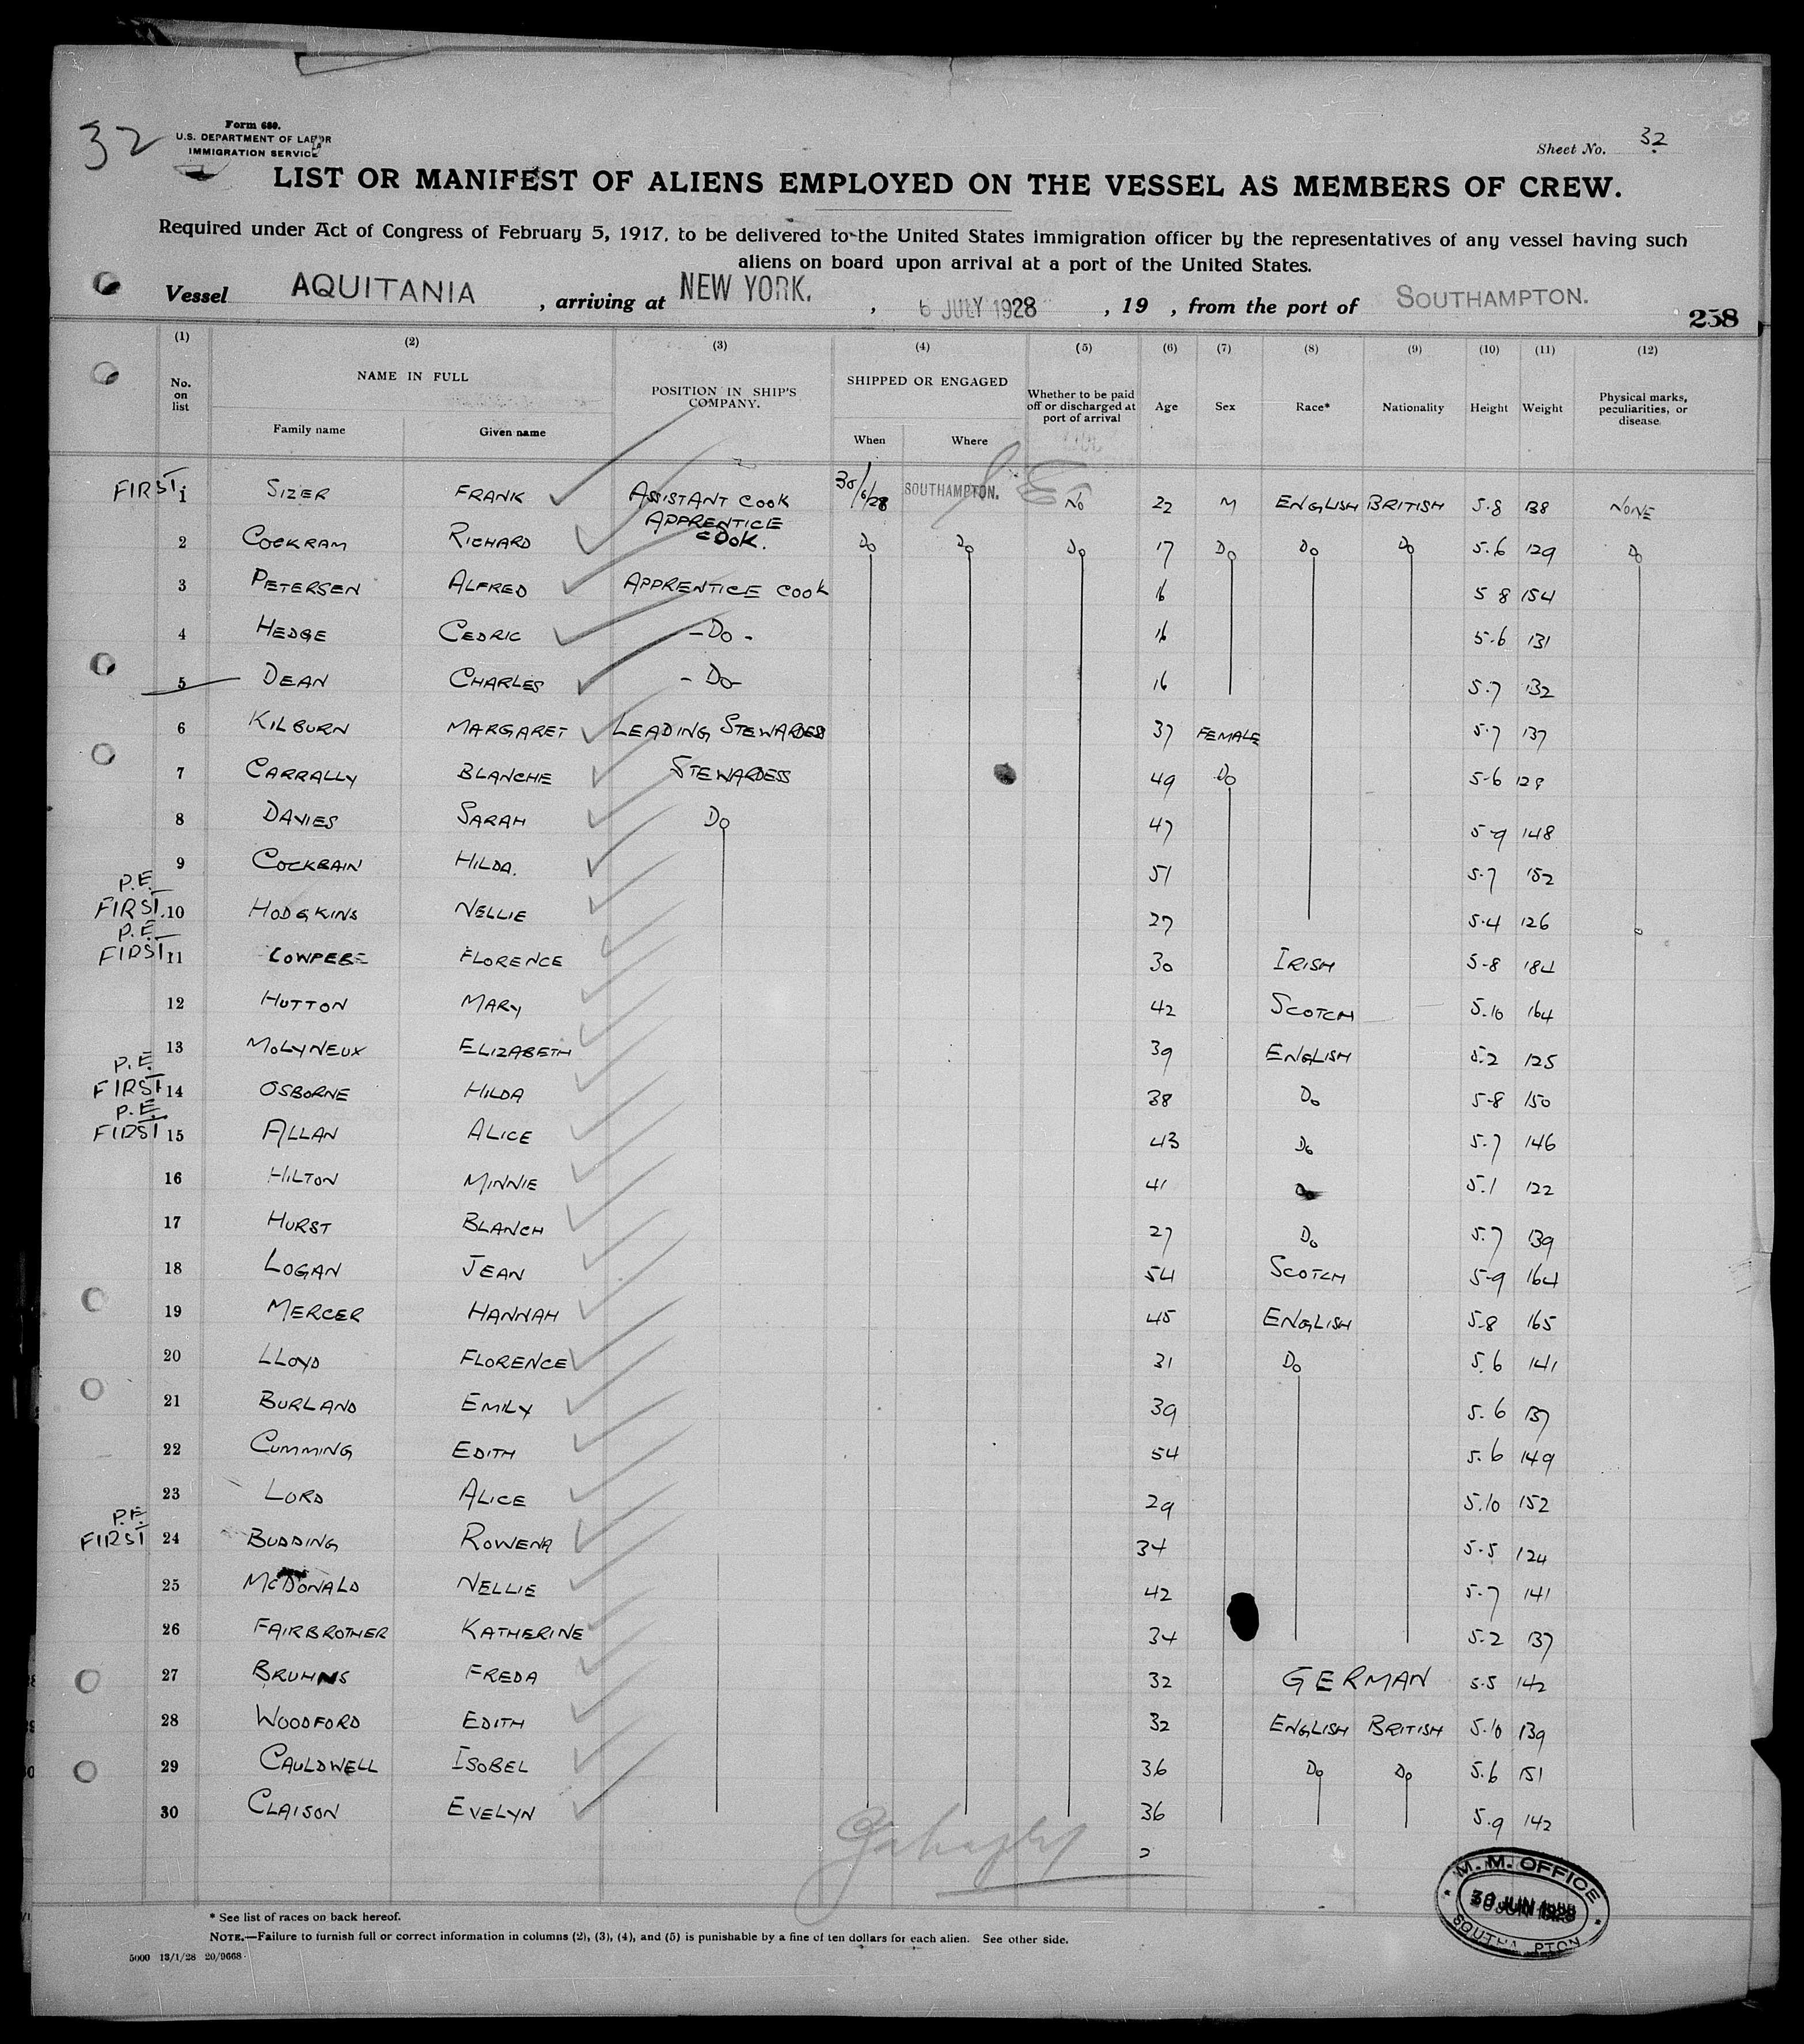 32
Form 680.
U.S. DEPARTMENT OF LABOR
IMMIGRATION SERVICE
Sheet No. 32
LIST OR MANIFEST OF ALIENS EMPLOYED ON THE VESSEL AS MEMBERS OF CREW.
Required under Act of Congress of February 5, 1917, to be delivered to the United States immigration officer by the representatives of any vessel having such
aliens on board upon arrival at a port of the United States.
Vessel AQUITANIA, arriving at NEW YORK., 6 JULY 1928, 19 , from the port of SOUTHAMPTON.
258
(1) (2) (3) (4) (5) (6) (7) (8) (9) (10) (11) (12)
No. on list NAME IN FULL POSITION IN SHIP'S COMPANY. SHIPPED OR ENGAGED Whether to be paid off or discharged at port of arrival Age Sex Race* Nationality Height Weight Physical marks, peculiarities, or disease
Family name Given name When Where
FIRST 1 SIZER FRANK ASSISTANT COOK 30/6/28 SOUTHAMPTON. NO 22 M ENGLISH BRITISH 5.8 138 NONE
2 COCKRAM RICHARD APPRENTICE COOK. DO DO DO 17 DO DO DO 5.6 129 DO
3 PETERSEN ALFRED APPRENTICE COOK 16 5 8 154
4 HEDGE CEDRIC - DO - 16 5.6 131
5 DEAN CHARLES - DO - 16 5.7 132
6 KILBURN MARGARET LEADING STEWARDESS 37 FEMALE 5.7 137
7 CARRALLY BLANCHE STEWARDESS 49 DO 5-6 128
8 DAVIES SARAH DO 47 5-9 148
9 COCKBAIN HILDA. 51 5.7 152
P.E. FIRST. 10 HODGKINS NELLIE 27 5.4 126
P.E. FIRST 11 FLORENCE 30 IRISH 5-8 184
12 HUTTON MARY 42 SCOTCH 5.10 164
13 MOLYNEUX ELIZABETH 39 ENGLISH 5.2 125
P.E. FIRST 14 OSBORNE HILDA 38 DO 5-8 150
P.E. FIRST 15 ALLAN ALICE 43 DO 5.7 146
16 HILTON MINNIE 41 DO 5.1 122
17 HURST BLANCH 27 DO 5.7 139
18 LOGAN JEAN 54 SCOTCH 5-9 164
19 MERCER HANNAH 45 ENGLISH 5-8 165
20 LLOYD FLORENCE 31 DO 5.6 141
21 BURLAND EMILY 39 5.6 137
22 CUMMING EDITH 54 5.6 149
23 LORD ALICE 29 5.10 152
P.E. FIRST 24 BUDDING ROWENA 34 5-5 124
25 MCDONALD NELLIE 42 5.7 141
26 FAIRBROTHER KATHERINE 34 5.2 137
27 BRUHNS FREDA 32 GERMAN 5.5 142
28 WOODFORD EDITH 32 ENGLISH BRITISH 5.10 139
29 CAULDWELL ISOBEL 36 DO DO 5.6 151
30 CLAISON EVELYN 36 5.9 142
M. M. OFFICE
30 JUN 1928
SOUTHA PTON
* See list of races on back hereof.
NOTE.—Failure to furnish full or correct information in columns (2), (3), (4), and (5) is punishable by a fine of ten dollars for each alien. See other side.
5000 13/1/28 20/9668